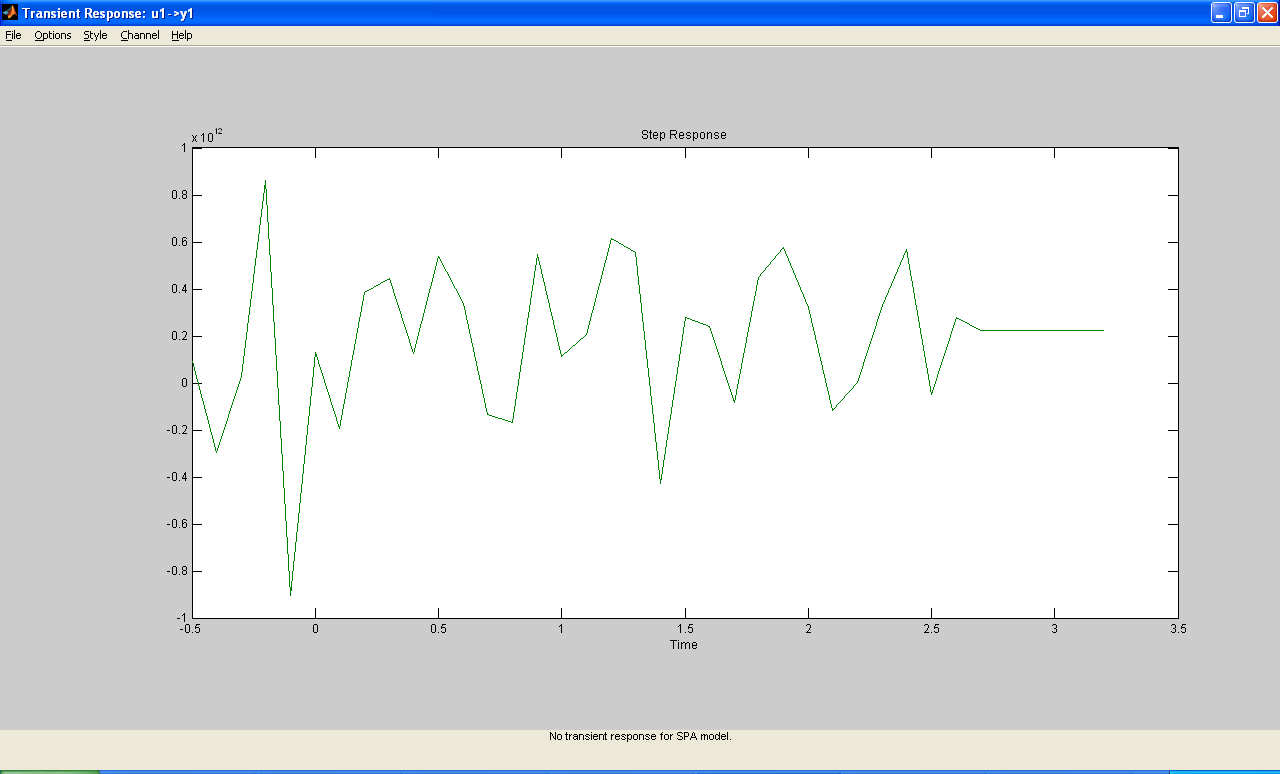 Transient Response: u1->y1
File Options Style Channel Help
x 10^12
Step Response
1
0.8
0.6
0.4
0.2
0
-0.2
-0.4
-0.6
-0.8
-1
-0.5 0 0.5 1 1.5 2 2.5 3 3.5
Time
No transient response for SPA model.